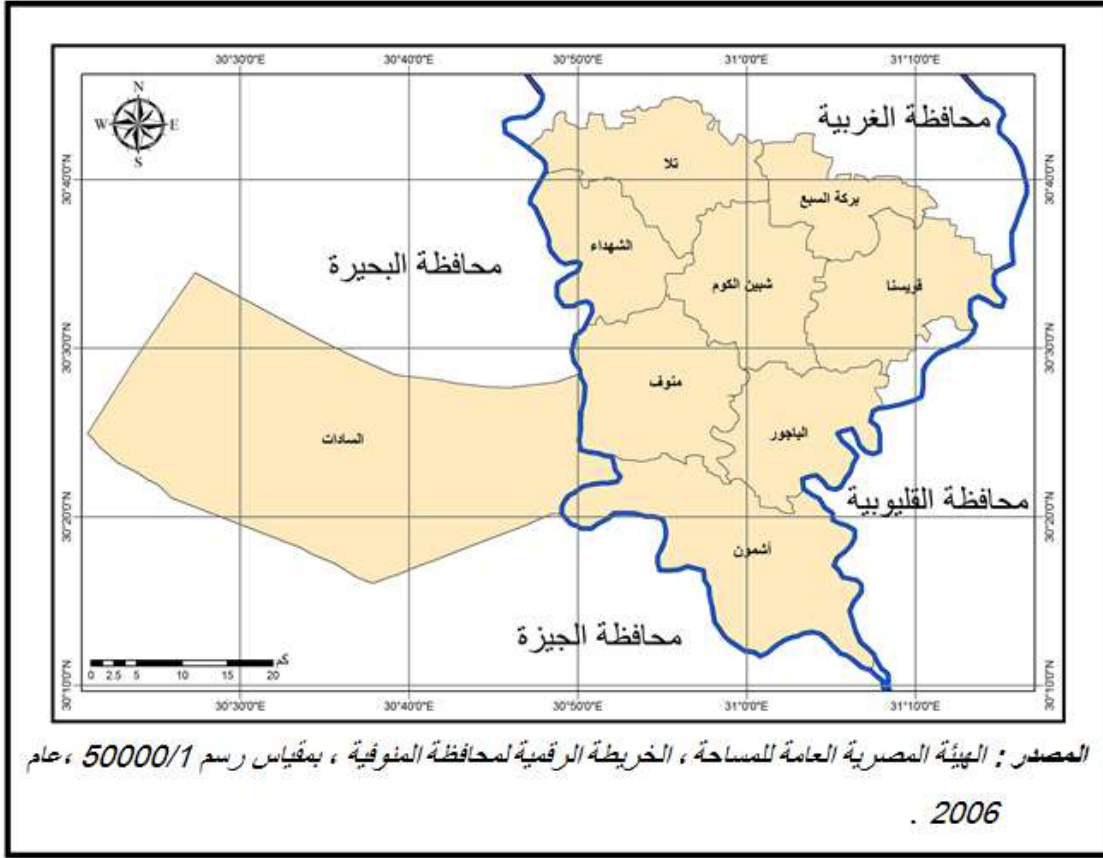 30°30'0"E 30°40'0"E 30°50'0"E 31°0'0"E 31°10'0"E
N
W E
S
محافظة الغربية
30°40'0"N 30°40'0"N
تلا
بركة السبع
الشهداء
محافظة البحيرة
شبين الكوم
قويسنا
30°30'0"N 30°30'0"N
منوف
الباجور
السادات
محافظة القليوبية
30°20'0"N 30°20'0"N
أشمون
محافظة الجيزة
كم
0 2.5 5 10 15 20
30°10'0"N 30°10'0"N
30°30'0"E 30°40'0"E 30°50'0"E 31°0'0"E 31°10'0"E
المصدر : الهيئة المصرية العامة للمساحة ، الخريطة الرقمية لمحافظة المنوفية ، بمقياس رسم 50000/1 ، عام
2006 .